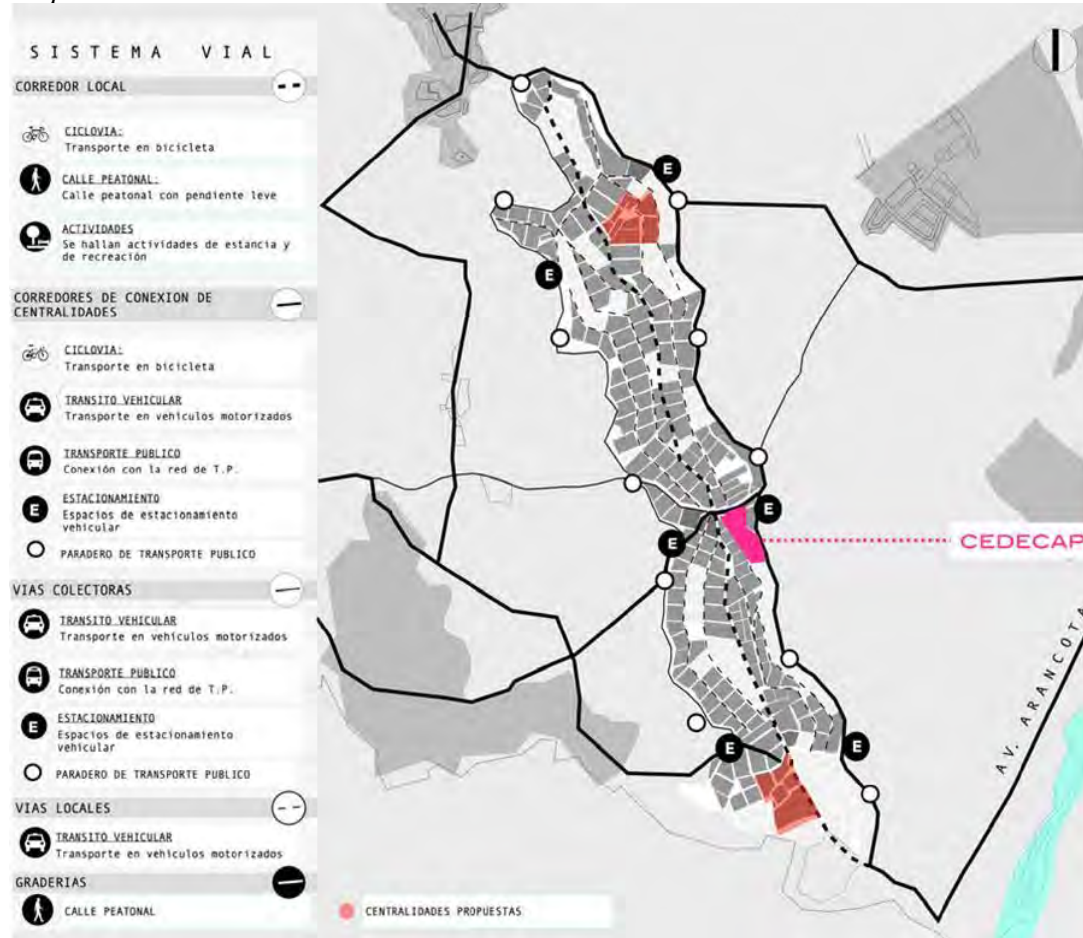 SISTEMA VIAL
CORREDOR LOCAL
CICLOVIA:
Transporte en bicicleta
CALLE PEATONAL:
Calle peatonal con pendiente leve
ACTIVIDADES
Se hallan actividades de estancia y
de recreación
CORREDORES DE CONEXION DE
CENTRALIDADES
CICLOVIA:
Transporte en bicicleta
TRANSITO VEHICULAR
Transporte en vehículos motorizados
TRANSPORTE PUBLICO
Conexión con la red de T.P.
E
ESTACIONAMIENTO
Espacios de estacionamiento
vehicular
PARADERO DE TRANSPORTE PUBLICO
VIAS COLECTORAS
TRANSITO VEHICULAR
Transporte en vehículos motorizados
TRANSPORTE PUBLICO
Conexión con la red de T.P.
E
ESTACIONAMIENTO
Espacios de estacionamiento
vehicular
PARADERO DE TRANSPORTE PUBLICO
VIAS LOCALES
TRANSITO VEHICULAR
Transporte en vehículos motorizados
GRADERIAS
CALLE PEATONAL
E
E
E
E
CEDECAP
E
E
AV. ARANCOTA
CENTRALIDADES PROPUESTAS